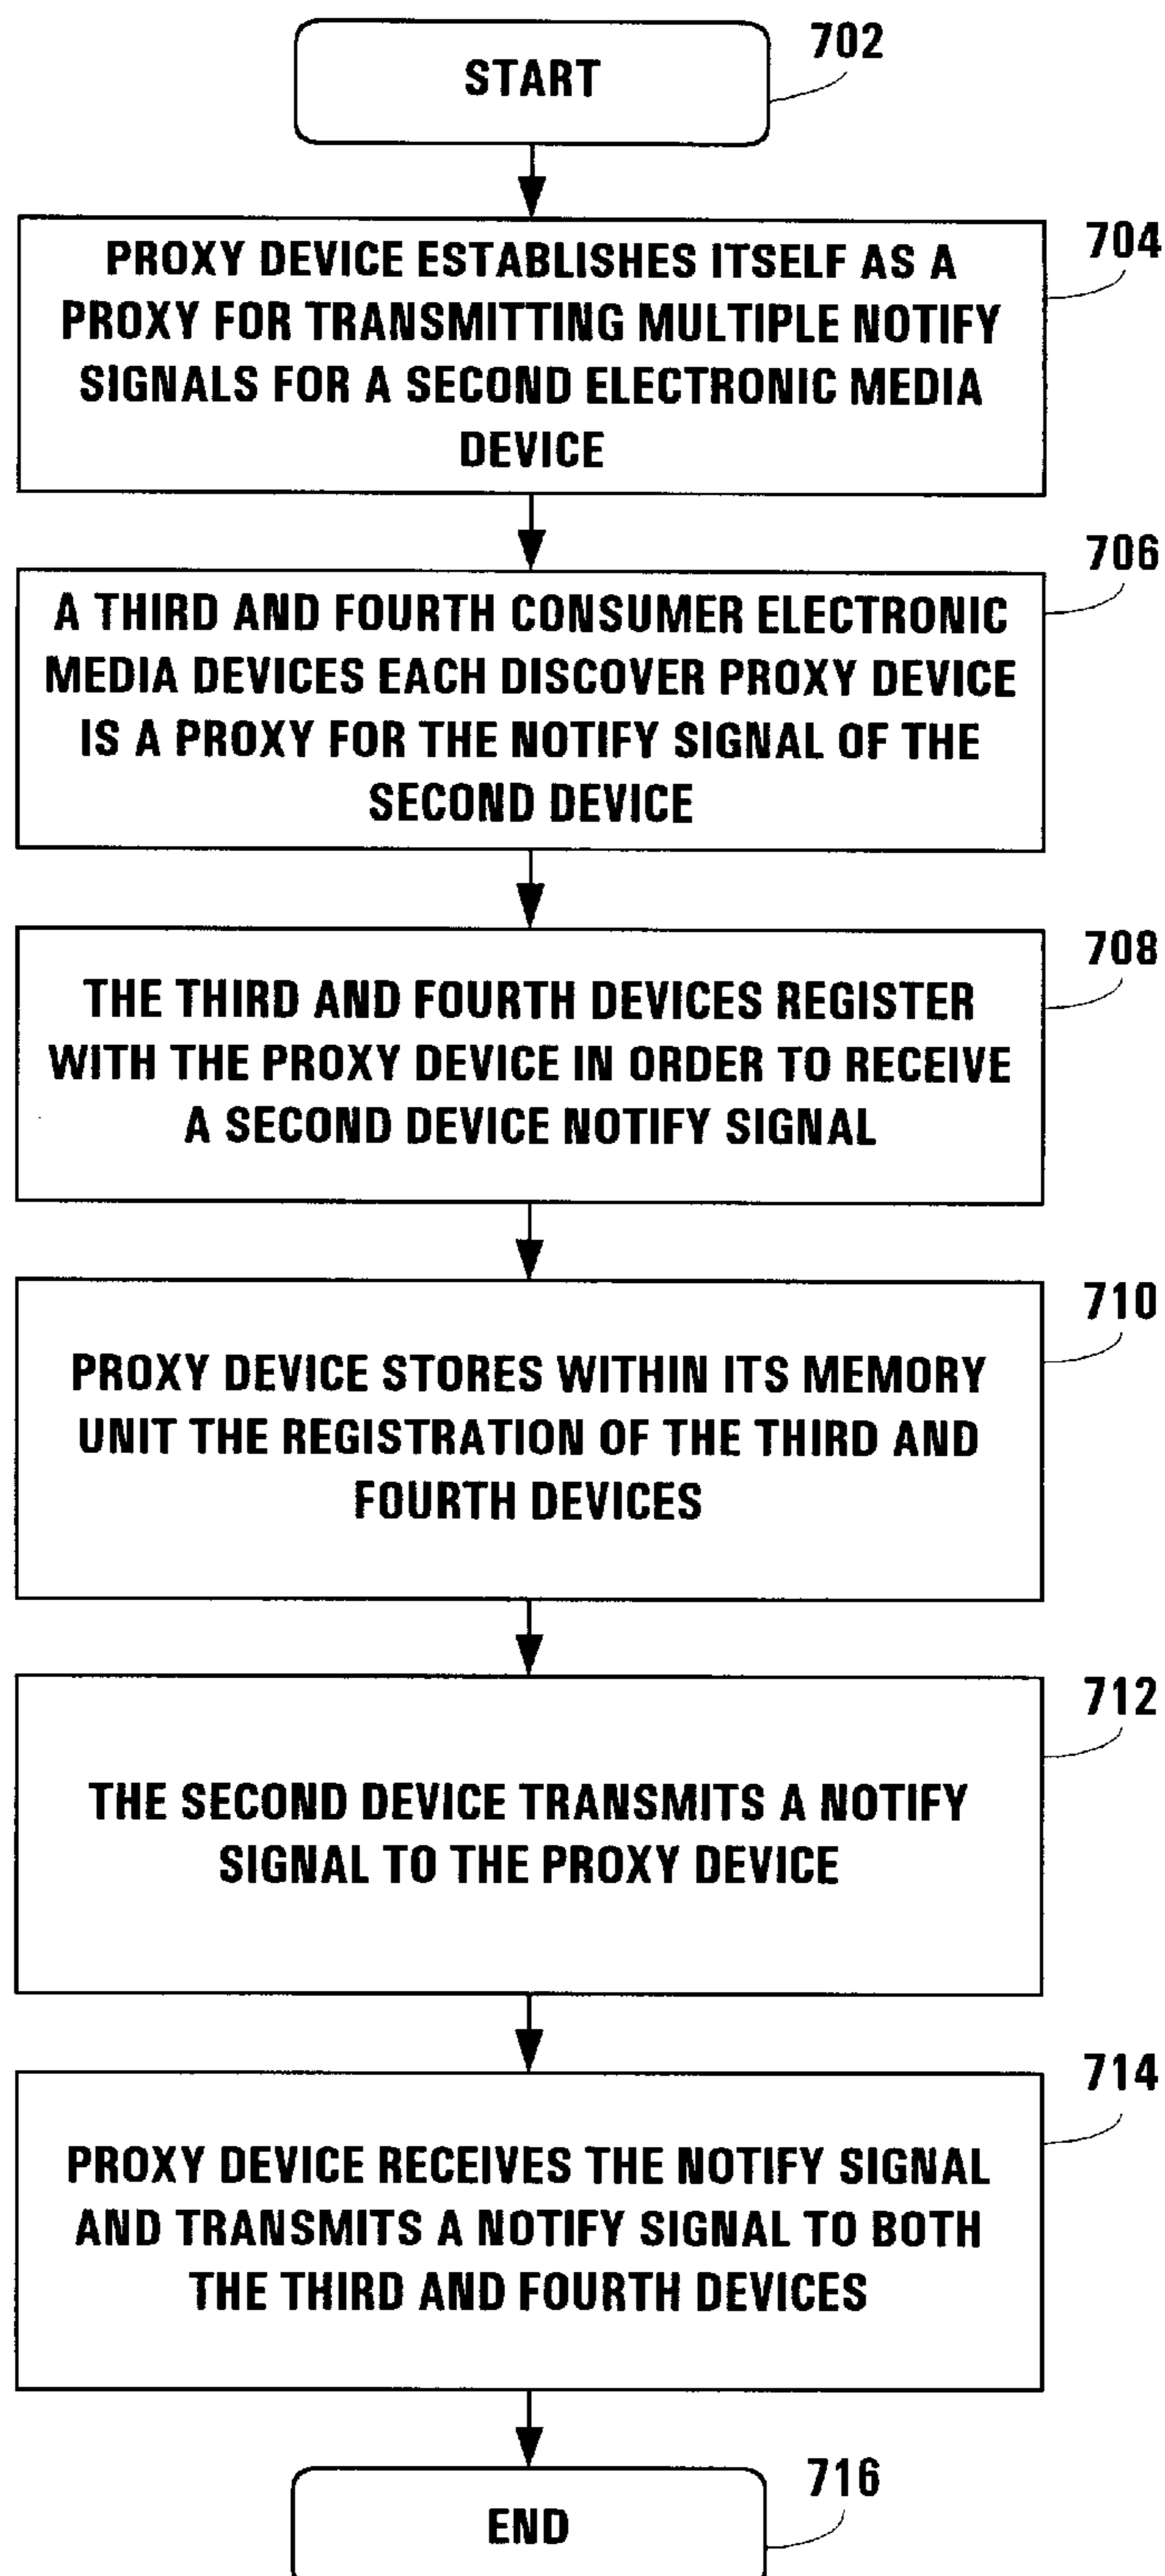 START
702
PROXY DEVICE ESTABLISHES ITSELF AS A
PROXY FOR TRANSMITTING MULTIPLE NOTIFY
SIGNALS FOR A SECOND ELECTRONIC MEDIA
DEVICE
704
A THIRD AND FOURTH CONSUMER ELECTRONIC
MEDIA DEVICES EACH DISCOVER PROXY DEVICE
IS A PROXY FOR THE NOTIFY SIGNAL OF THE
SECOND DEVICE
706
THE THIRD AND FOURTH DEVICES REGISTER
WITH THE PROXY DEVICE IN ORDER TO RECEIVE
A SECOND DEVICE NOTIFY SIGNAL
708
PROXY DEVICE STORES WITHIN ITS MEMORY
UNIT THE REGISTRATION OF THE THIRD AND
FOURTH DEVICES
710
THE SECOND DEVICE TRANSMITS A NOTIFY
SIGNAL TO THE PROXY DEVICE
712
PROXY DEVICE RECEIVES THE NOTIFY SIGNAL
AND TRANSMITS A NOTIFY SIGNAL TO BOTH
THE THIRD AND FOURTH DEVICES
714
END
716